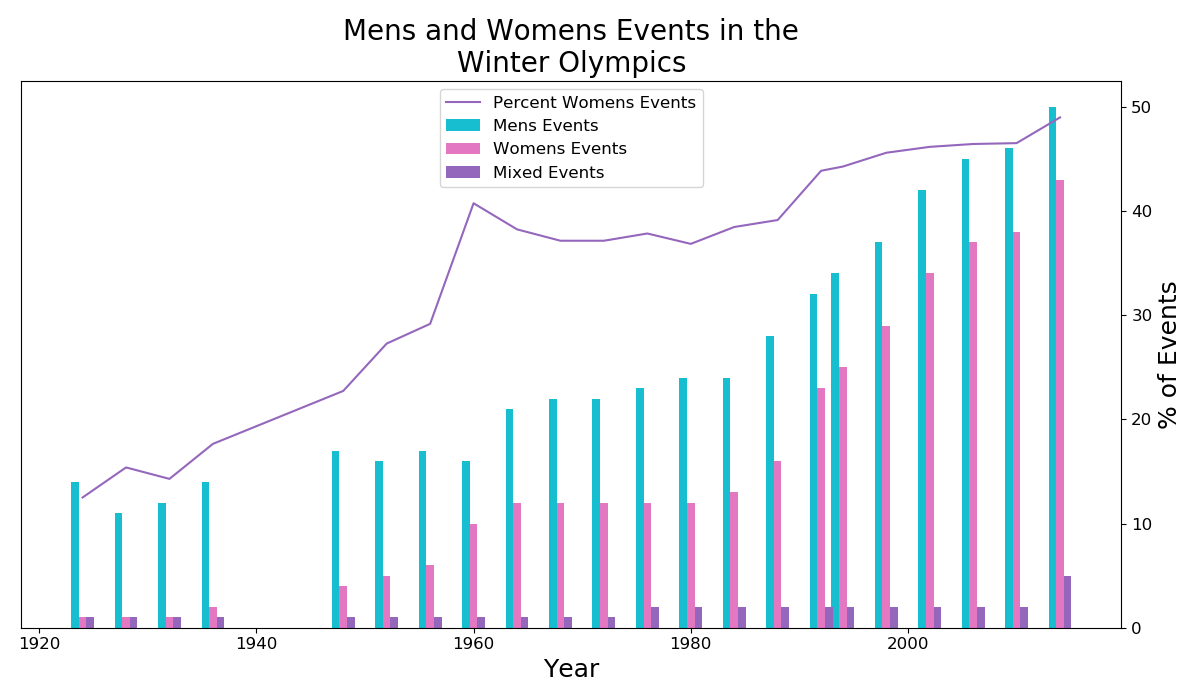 Mens and Womens Events in the
Winter Olympics
Percent Womens Events
Mens Events
Womens Events
Mixed Events
50
40
30
20
10
0
% of Events
1920 1940 1960 1980 2000
Year